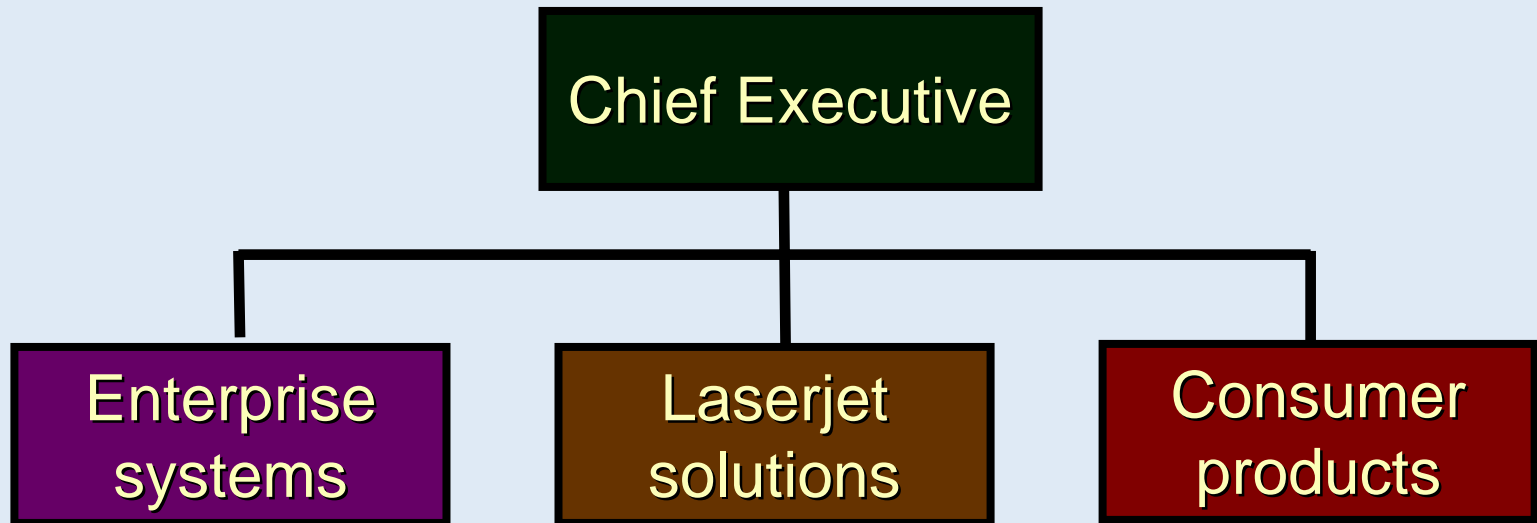 Chief Executive
Enterprise
systems
Laserjet
solutions
Consumer
products